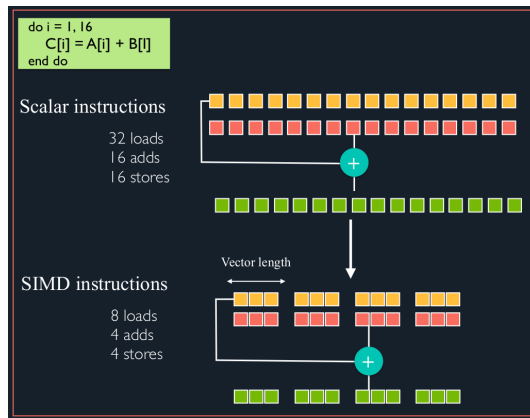 do i = 1, 16
C[i] = A[i] + B[I]
end do
Scalar instructions
32 loads
16 adds
16 stores
+
Vector length
SIMD instructions
8 loads
4 adds
4 stores
+